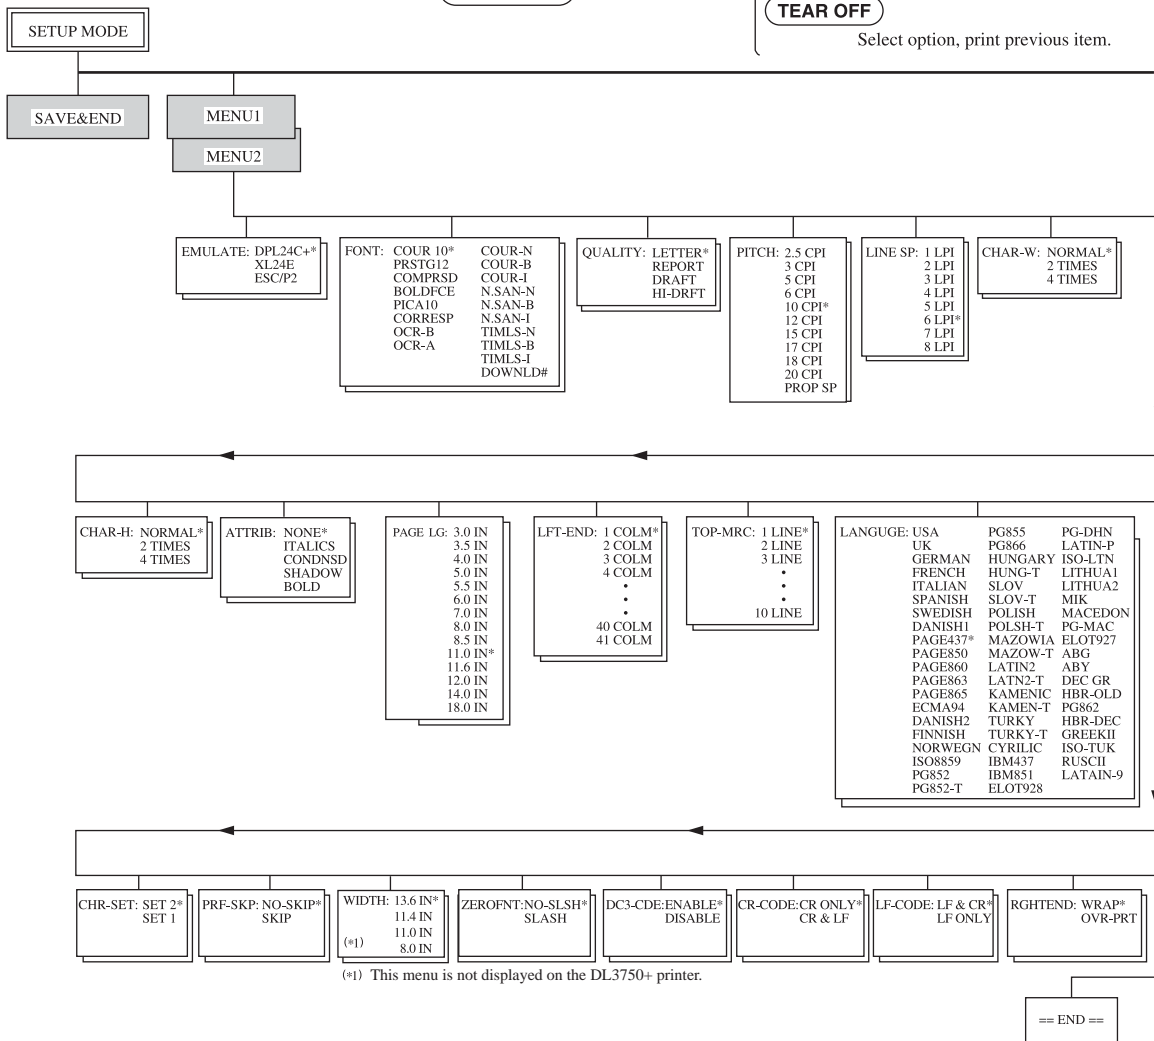 TEAR OFF
Select option, print previous item.
SETUP MODE
SAVE&END
MENU1
MENU2
EMULATE: DPL24C+*
XL24E
ESC/P2
FONT: COUR 10* COUR-N
PRSTG12 COUR-B
COMPRSD COUR-I
BOLDFCE N.SAN-N
PICA10 N.SAN-B
CORRESP N.SAN-I
OCR-B TIMLS-N
OCR-A TIMLS-B
TIMLS-I
DOWNLD#
QUALITY: LETTER*
REPORT
DRAFT
HI-DRFT
PITCH: 2.5 CPI
3 CPI
5 CPI
6 CPI
10 CPI*
12 CPI
15 CPI
17 CPI
18 CPI
20 CPI
PROP SP
LINE SP: 1 LPI
2 LPI
3 LPI
4 LPI
5 LPI
6 LPI*
7 LPI
8 LPI
CHAR-W: NORMAL*
2 TIMES
4 TIMES
CHAR-H: NORMAL*
2 TIMES
4 TIMES
ATTRIB: NONE*
ITALICS
CONDNSD
SHADOW
BOLD
PAGE LG: 3.0 IN
3.5 IN
4.0 IN
5.0 IN
5.5 IN
6.0 IN
7.0 IN
8.0 IN
8.5 IN
11.0 IN*
11.6 IN
12.0 IN
14.0 IN
18.0 IN
LFT-END: 1 COLM*
2 COLM
3 COLM
4 COLM
•
•
•
40 COLM
41 COLM
TOP-MRC: 1 LINE*
2 LINE
3 LINE
•
•
•
10 LINE
LANGUGE: USA PG855 PG-DHN
UK PG866 LATIN-P
GERMAN HUNGARY ISO-LTN
FRENCH HUNG-T LITHUA1
ITALIAN SLOV LITHUA2
SPANISH SLOV-T MIK
SWEDISH POLISH MACEDON
DANISH1 POLSH-T PG-MAC
PAGE437* MAZOWIA ELOT927
PAGE850 MAZOW-T ABG
PAGE860 LATIN2 ABY
PAGE863 LATN2-T DEC GR
PAGE865 KAMENIC HBR-OLD
ECMA94 KAMEN-T PG862
DANISH2 TURKY HBR-DEC
FINNISH TURKY-T GREEKII
NORWEGN CYRILIC ISO-TUK
ISO8859 IBM437 RUSCII
PG852 IBM851 LATAIN-9
PG852-T ELOT928
CHR-SET: SET 2*
SET 1
PRF-SKP: NO-SKIP*
SKIP
WIDTH: 13.6 IN*
11.4 IN
11.0 IN
(*1) 8.0 IN
ZEROFNT: NO-SLSH*
SLASH
DC3-CDE: ENABLE*
DISABLE
CR-CODE: CR ONLY*
CR & LF
LF-CODE: LF & CR*
LF ONLY
RGHTEND: WRAP*
OVR-PRT
(*1) This menu is not displayed on the DL3750+ printer.
== END ==